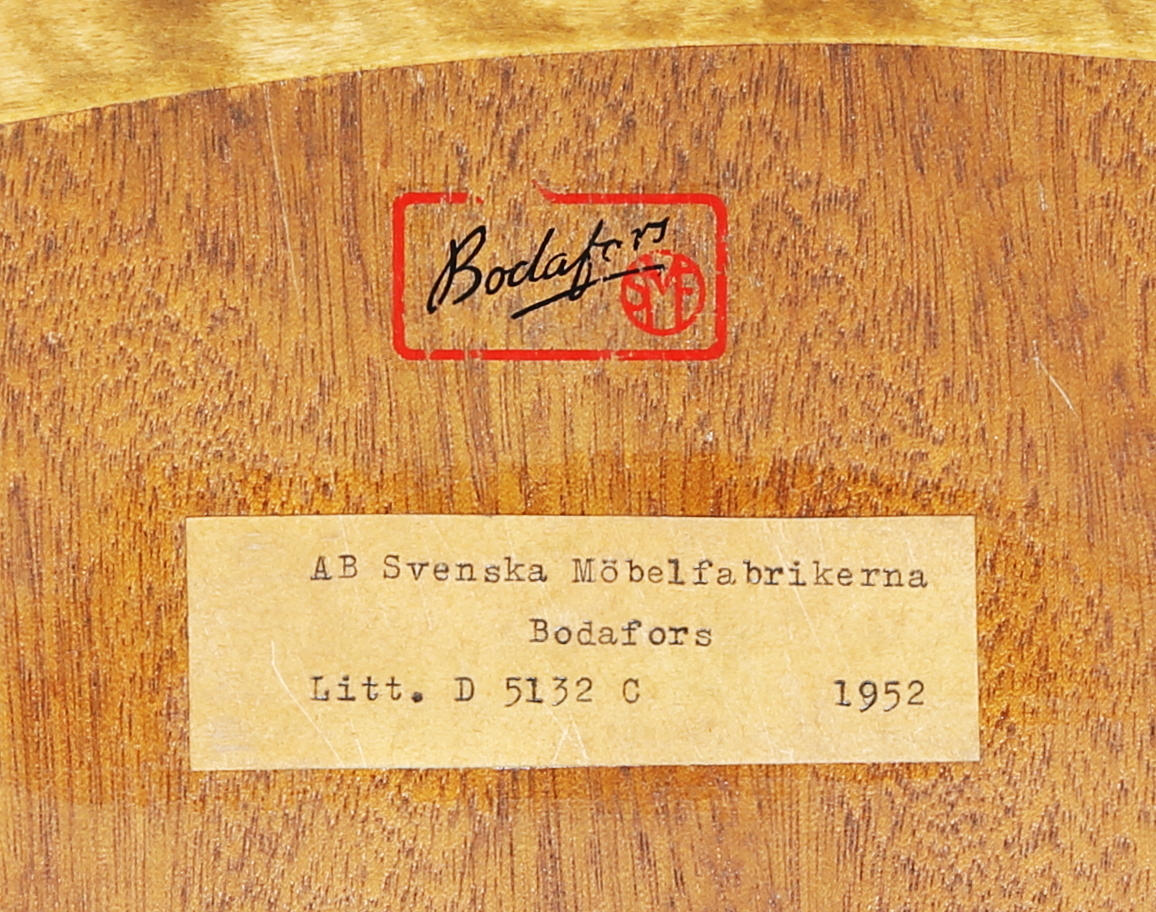 Bodafors
SMF
AB Svenska Möbelfabrikerna
Bodafors
Litt. D 5132 C 1952